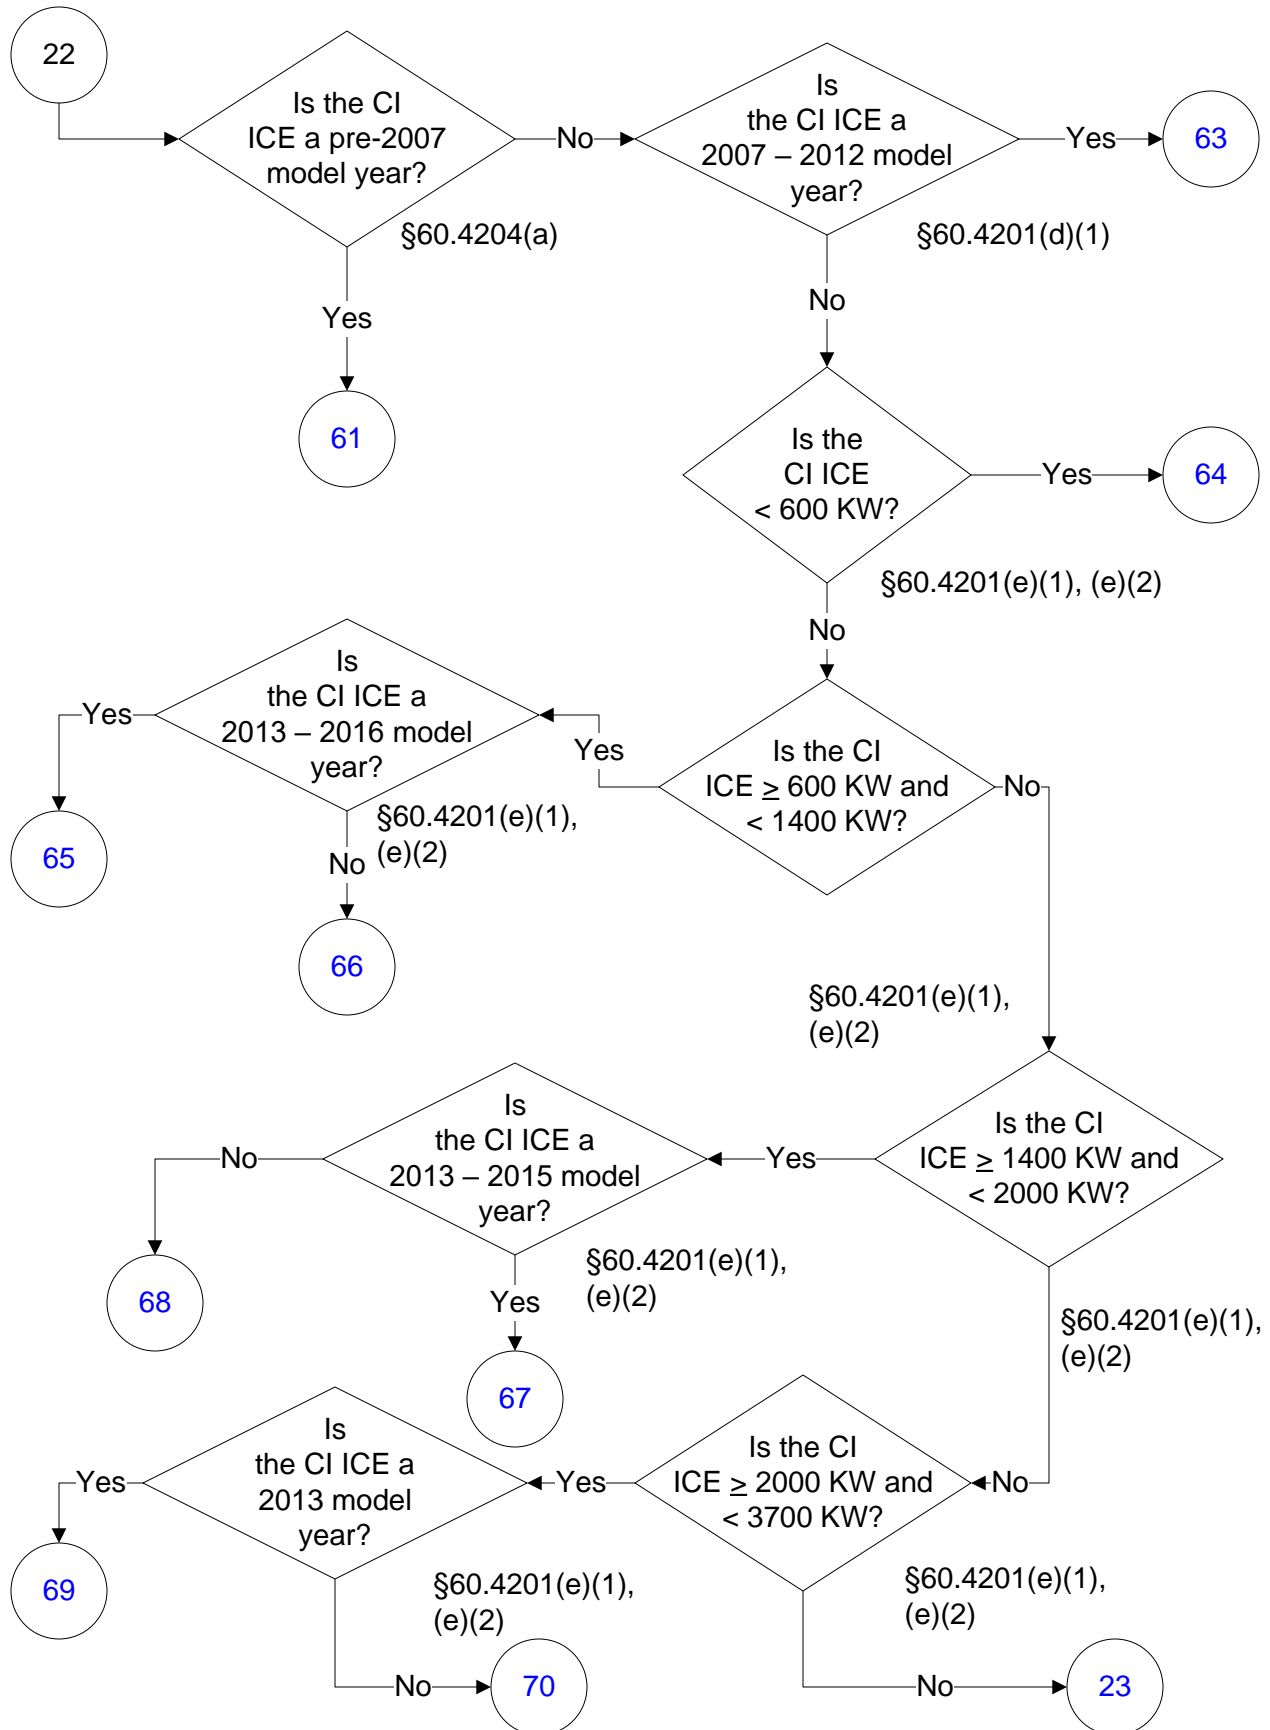 22
Is the CI
ICE a pre-2007
model year?
No
Is
the CI ICE a
2007 – 2012 model
year?
Yes
63
§60.4204(a)
§60.4201(d)(1)
Yes
No
61
Is the
CI ICE
< 600 KW?
Yes
64
§60.4201(e)(1), (e)(2)
No
Is
the CI ICE a
2013 – 2016 model
year?
Yes
Yes
Is the CI
ICE ≥ 600 KW and
< 1400 KW?
No
§60.4201(e)(1),
(e)(2)
65
No
66
§60.4201(e)(1),
(e)(2)
Is
the CI ICE a
2013 – 2015 model
year?
No
Yes
Is the CI
ICE ≥ 1400 KW and
< 2000 KW?
§60.4201(e)(1),
(e)(2)
68
Yes
§60.4201(e)(1),
(e)(2)
67
Is
the CI ICE a
2013 model
year?
Yes
Yes
Is the CI
ICE ≥ 2000 KW and
< 3700 KW?
No
69
§60.4201(e)(1),
(e)(2)
§60.4201(e)(1),
(e)(2)
No
70
No
23